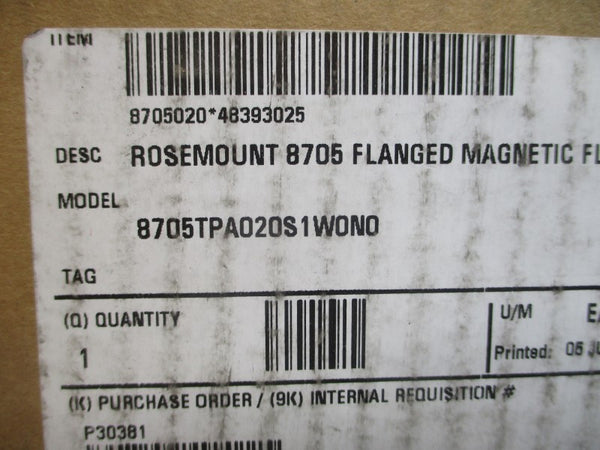 ITEM
8705020*48393025
DESC ROSEMOUNT 8705 FLANGED MAGNETIC FL
MODEL
8705TPA020S1W0N0
TAG
(Q) QUANTITY
U/M
1
Printed: 05
(K) PURCHASE ORDER / (9K) INTERNAL REQUISITION #
P30381